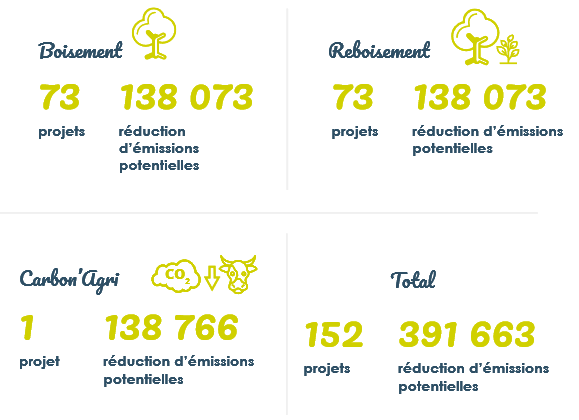 Boisement
73
138 073
projets
réduction
d'émissions
potentielles
Reboisement
73
138 073
projets
réduction d'émissions
potentielles
Carbon'Agri
CO2
1
138 766
projet
réduction d'émissions
potentielles
Total
152
391 663
projets
réduction d'émissions
potentielles